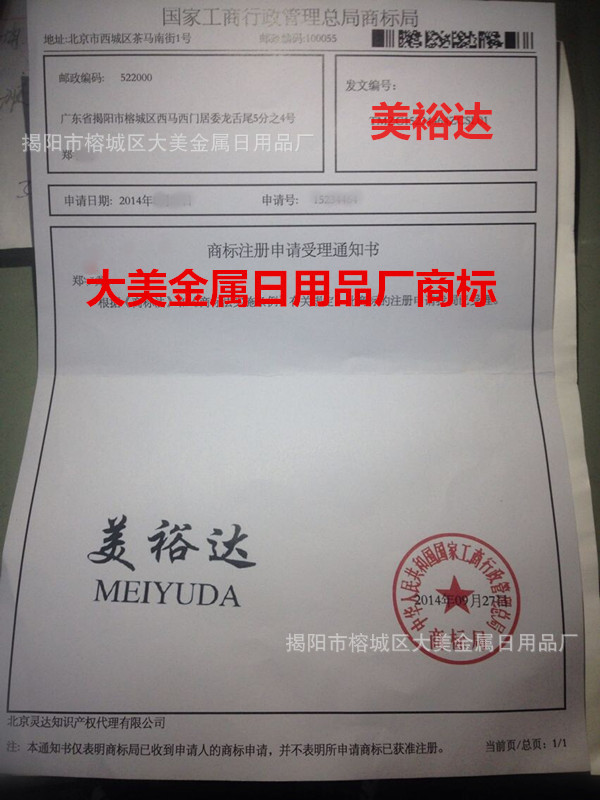 国家工商行政管理总局商标局
地址:北京市西城区茶马南街1号 邮政编码:100055
邮政编码: 522000
发文编号:
美裕达
广东省揭阳市榕城区西马西门居委龙舌尾5分之4号
揭阳市榕城区大美金属日用品厂
郑
申请日期: 2014年 申请号:
商标注册申请受理通知书
郑
大美金属日用品厂商标
美裕达
MEIYUDA
中华人民共和国国家工商行政管理总局
2014年09月27日
商标局
揭阳市榕城区大美金属日用品厂
北京灵达知识产权代理有限公司
注: 本通知书仅表明商标局已收到申请人的商标申请，并不表明所申请商标已获准注册。 当前页/总页: 1/1